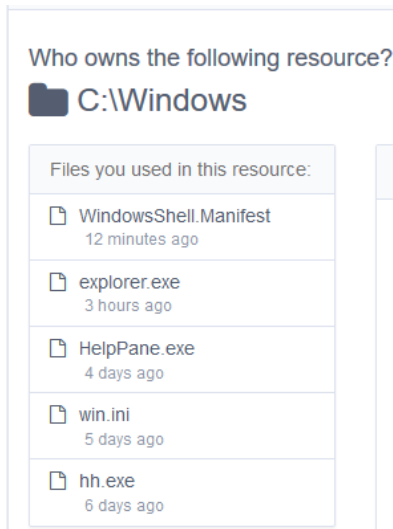 Who owns the following resource?
C:\Windows
Files you used in this resource:
WindowsShell.Manifest
12 minutes ago
explorer.exe
3 hours ago
HelpPane.exe
4 days ago
win.ini
5 days ago
hh.exe
6 days ago